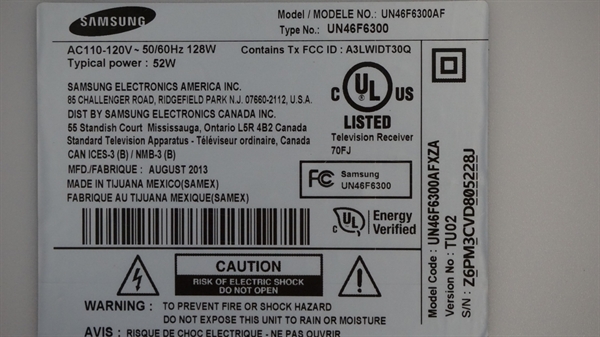 SAMSUNG
Model / MODELE NO.: UN46F6300AF
Type No.: UN46F6300
AC110-120V~ 50/60Hz 128W
Contains Tx FCC ID : A3LWIDT30Q
Typical power : 52W
SAMSUNG ELECTRONICS AMERICA INC.
85 CHALLENGER ROAD, RIDGEFIELD PARK N.J. 07660-2112, U.S.A.
DIST BY SAMSUNG ELECTRONICS CANADA INC.
55 Standish Court Mississauga, Ontario L5R 4B2 Canada
Standard Television Apparatus - Téléviseur ordinaire, Canada
CAN ICES-3 (B) / NMB-3 (B)
MFD./FABRIQUE : AUGUST 2013
MADE IN TIJUANA MEXICO(SAMEX)
FABRIQUE AU TIJANA MEXIQUE(SAMEX)
C UL US
LISTED
Television Receiver
70FJ
FC Samsung
UN46F6300
C UL Energy
Verified
CAUTION
RISK OF ELECTRIC SHOCK
DO NOT OPEN
WARNING : TO PREVENT FIRE OR SHOCK HAZARD
DO NOT EXPOSE THIS UNIT TO RAIN OR MOISTURE
AVIS : RISQUE DE CHOC ELECTRIQUE - NE PAS OUVRIR
Model Code : UN46F6300AFXZA
Version No : TU02
S/N : Z6PM3CVD805228J